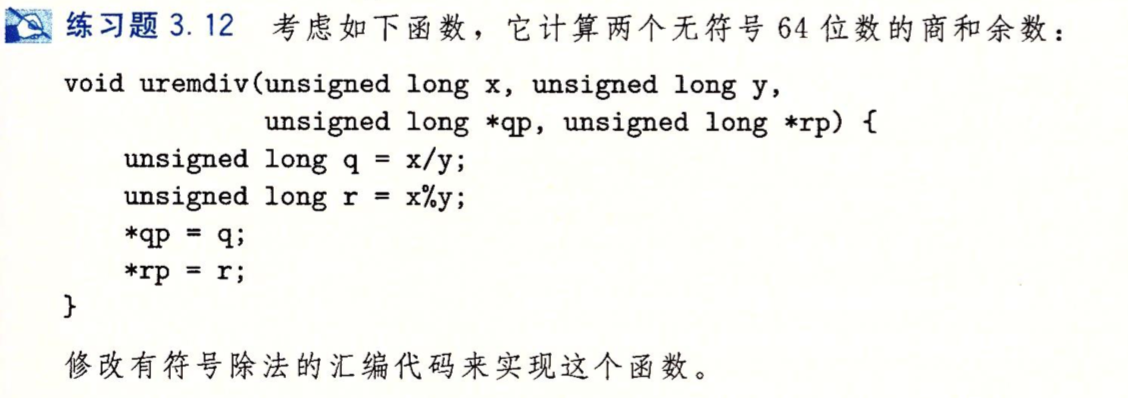 练习题 3.12 考虑如下函数，它计算两个无符号 64 位数的商和余数：
void uremdiv(unsigned long x, unsigned long y,
unsigned long *qp, unsigned long *rp) {
unsigned long q = x/y;
unsigned long r = x%y;
*qp = q;
*rp = r;
}
修改有符号除法的汇编代码来实现这个函数。